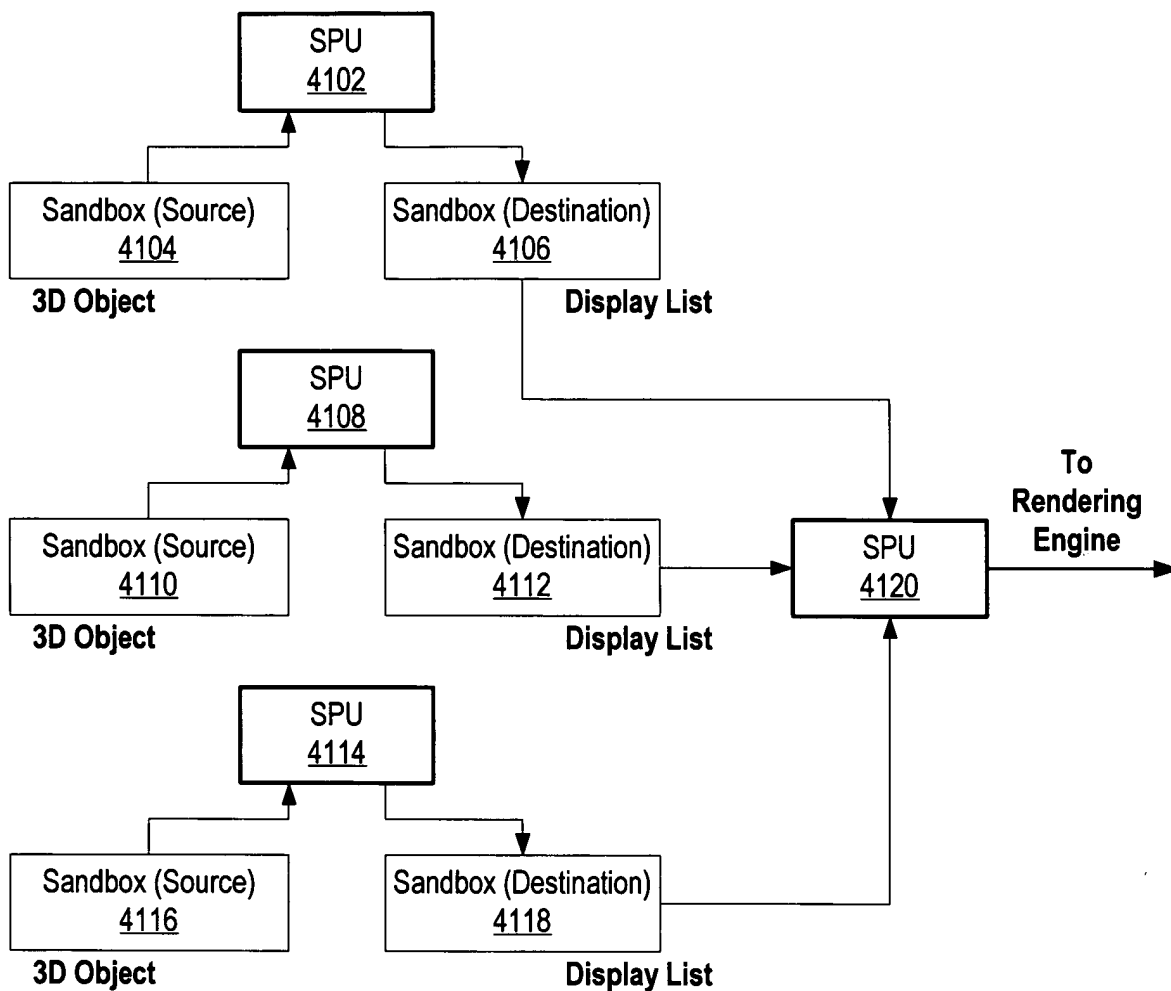 SPU
4102
Sandbox (Source)
4104
3D Object
Sandbox (Destination)
4106
Display List
SPU
4108
Sandbox (Source)
4110
3D Object
Sandbox (Destination)
4112
Display List
SPU
4114
Sandbox (Source)
4116
3D Object
Sandbox (Destination)
4118
Display List
SPU
4120
To
Rendering
Engine